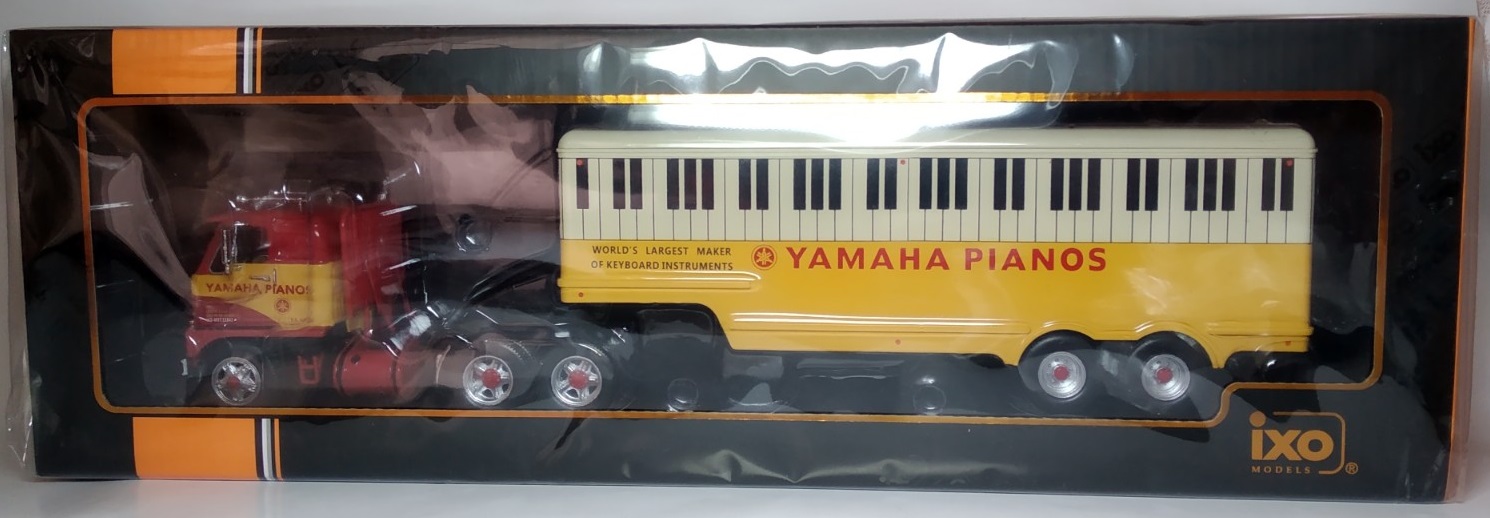 WORLD'S LARGEST MAKER
OF KEYBOARD INSTRUMENTS
YAMAHA PIANOS
YAMAHA PIANOS
ixo
MODELS ®